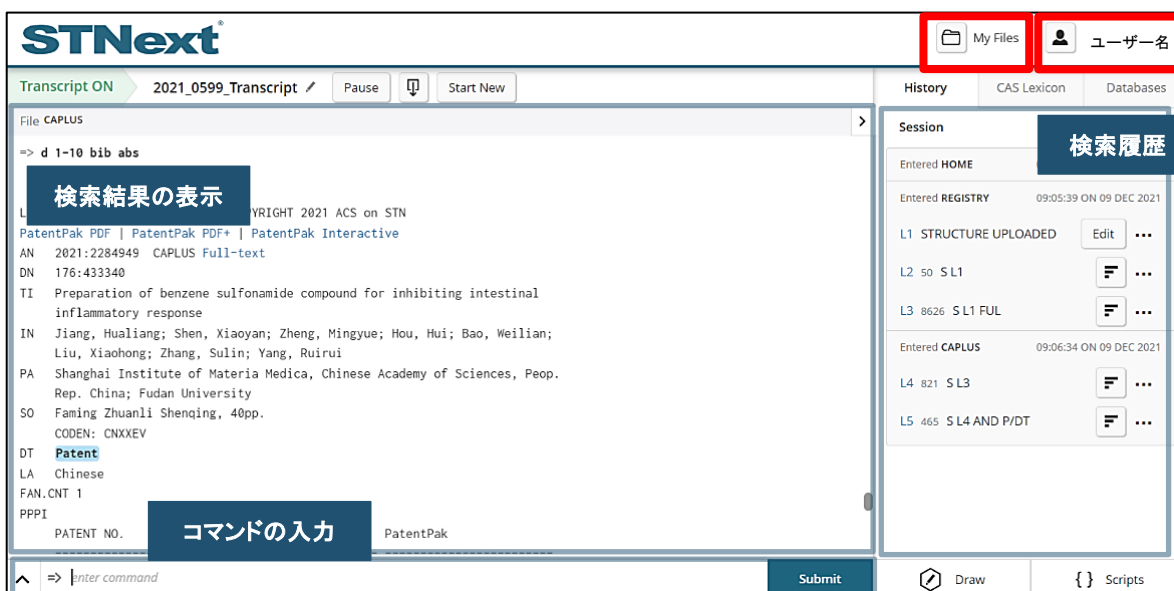 STNext
My Files
ユーザー名
Transcript ON 2021_0599_Transcript Pause Start New
History CAS Lexicon Databases
File CAPLUS
Session
検索履歴
=> d 1-10 bib abs
Entered HOME
検索結果の表示
Entered REGISTRY 09:05:39 ON 09 DEC 2021
L YRIGHT 2021 ACS on STN
PatentPak PDF | PatentPak PDF+ | PatentPak Interactive
L1 STRUCTURE UPLOADED Edit ...
AN 2021:2284949 CAPLUS Full-text
DN 176:433340
L2 50 S L1 ...
TI Preparation of benzene sulfonamide compound for inhibiting intestinal
inflammatory response
L3 8626 S L1 FUL ...
IN Jiang, Hualiang; Shen, Xiaoyan; Zheng, Mingyue; Hou, Hui; Bao, Weilian;
Liu, Xiaohong; Zhang, Sulin; Yang, Ruirui
Entered CAPLUS 09:06:34 ON 09 DEC 2021
PA Shanghai Institute of Materia Medica, Chinese Academy of Sciences, Peop.
Rep. China; Fudan University
L4 821 S L3 ...
SO Faming Zhuanli Shenqing, 40pp.
CODEN: CNXXEV
L5 465 S L4 AND P/DT ...
DT Patent
LA Chinese
FAN.CNT 1
PPPI
コマンドの入力
PATENT NO. PatentPak
=> enter command
Submit
Draw
{ } Scripts